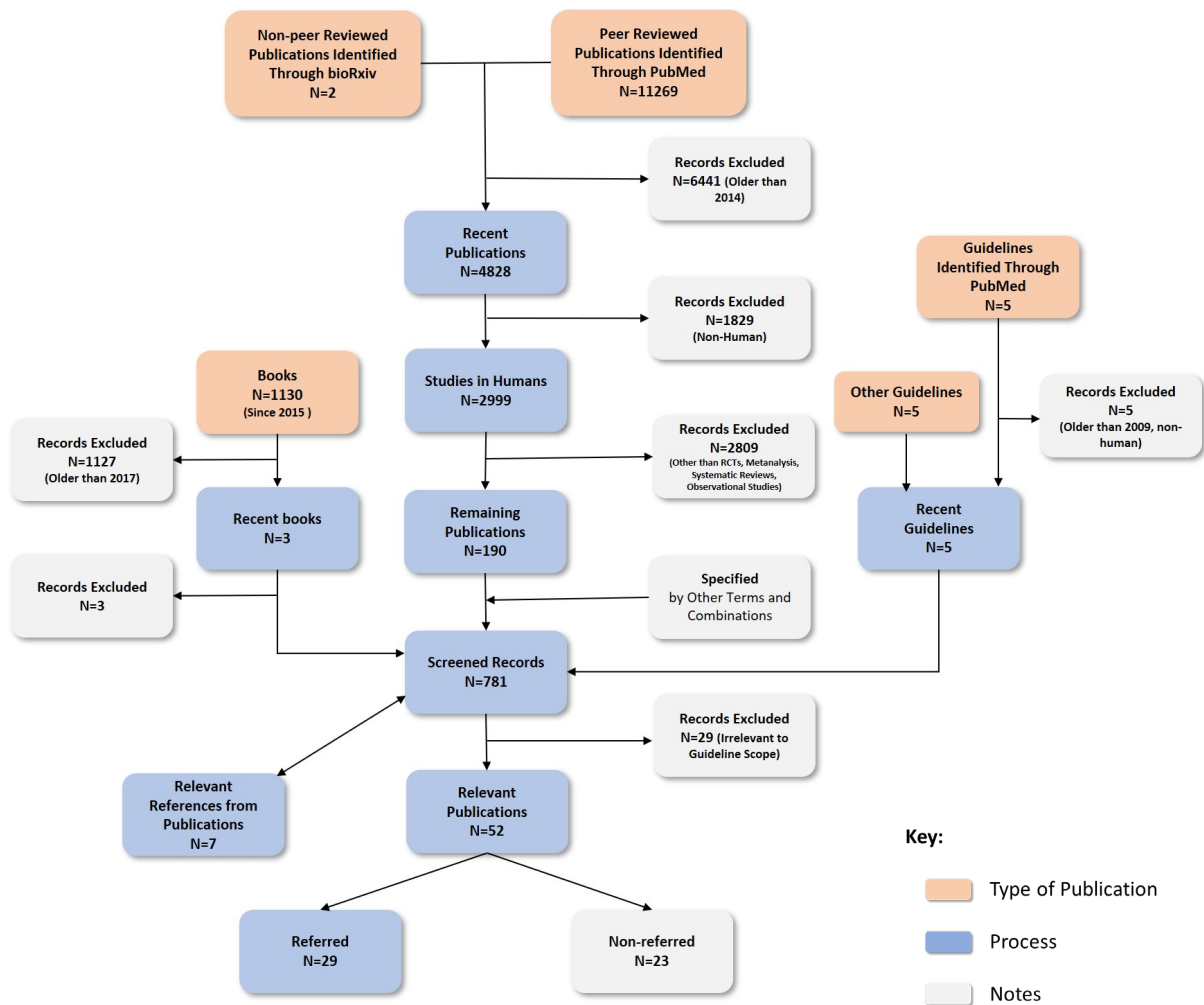 Non-peer Reviewed
Publications Identified
Through bioRxiv
N=2
Peer Reviewed
Publications Identified
Through PubMed
N=11269
Records Excluded
N=6441 (Older than
2014)
Recent
Publications
N=4828
Guidelines
Identified Through
PubMed
N=5
Records Excluded
N=1829
(Non-Human)
Books
N=1130
(Since 2015 )
Studies in Humans
N=2999
Other Guidelines
N=5
Records Excluded
N=5
(Older than 2009, non-
human)
Records Excluded
N=1127
(Older than 2017)
Records Excluded
N=2809
(Other than RCTs, Metanalysis,
Systematic Reviews,
Observational Studies)
Recent books
N=3
Remaining
Publications
N=190
Recent
Guidelines
N=5
Records Excluded
N=3
Specified
by Other Terms and
Combinations
Screened Records
N=781
Records Excluded
N=29 (Irrelevant to
Guideline Scope)
Relevant
References from
Publications
N=7
Relevant
Publications
N=52
Referred
N=29
Non-referred
N=23
Key:
Type of Publication
Process
Notes